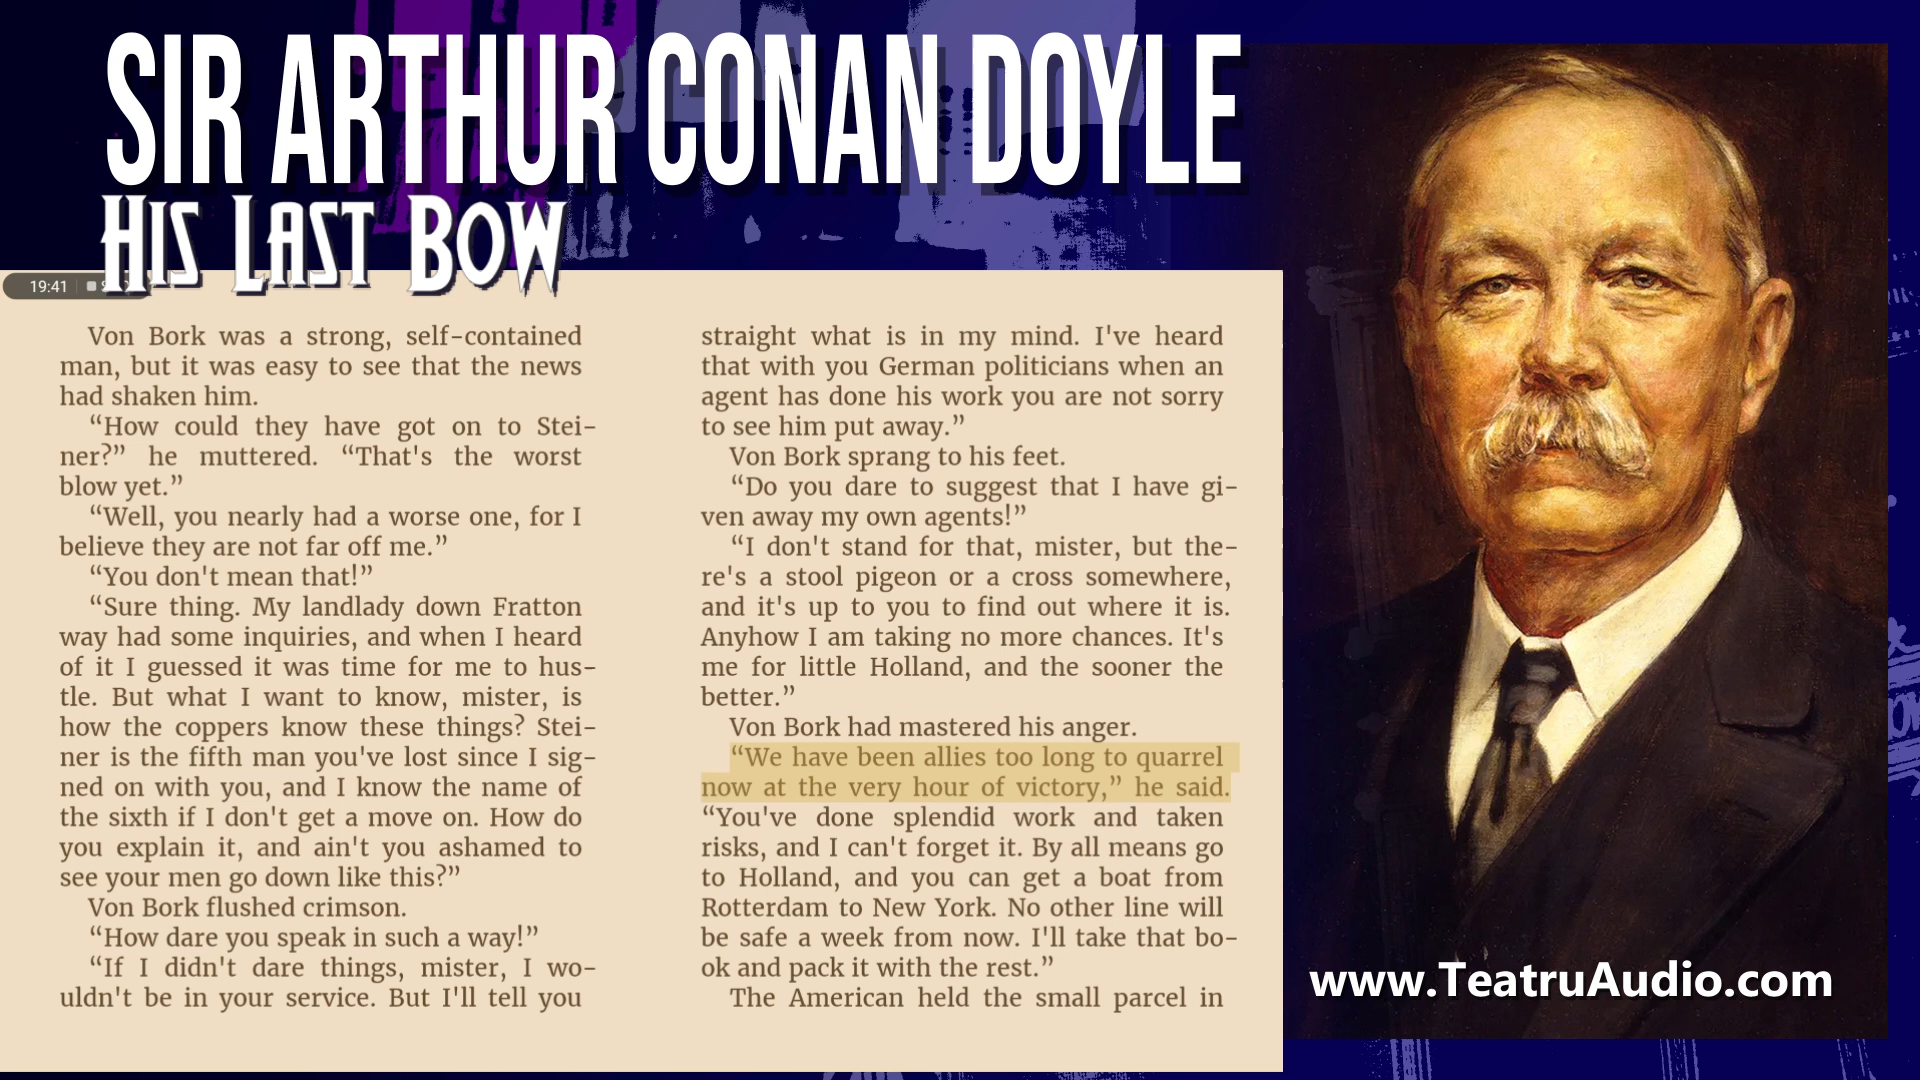 SIR ARTHUR CONAN DOYLE
HIS LAST BOW
19:41
Von Bork was a strong, self-contained
man, but it was easy to see that the news
had shaken him.
“How could they have got on to Stei-
ner?” he muttered. “That's the worst
blow yet.”
“Well, you nearly had a worse one, for I
believe they are not far off me.”
“You don't mean that!”
“Sure thing. My landlady down Fratton
way had some inquiries, and when I heard
of it I guessed it was time for me to hus-
tle. But what I want to know, mister, is
how the coppers know these things? Stei-
ner is the fifth man you've lost since I sig-
ned on with you, and I know the name of
the sixth if I don't get a move on. How do
you explain it, and ain't you ashamed to
see your men go down like this?”
Von Bork flushed crimson.
“How dare you speak in such a way!”
“If I didn't dare things, mister, I wo-
uldn't be in your service. But I'll tell you
straight what is in my mind. I've heard
that with you German politicians when an
agent has done his work you are not sorry
to see him put away.”
Von Bork sprang to his feet.
“Do you dare to suggest that I have gi-
ven away my own agents!”
“I don't stand for that, mister, but the-
re's a stool pigeon or a cross somewhere,
and it's up to you to find out where it is.
Anyhow I am taking no more chances. It's
me for little Holland, and the sooner the
better.”
Von Bork had mastered his anger.
“We have been allies too long to quarrel
now at the very hour of victory,” he said.
“You've done splendid work and taken
risks, and I can't forget it. By all means go
to Holland, and you can get a boat from
Rotterdam to New York. No other line will
be safe a week from now. I'll take that bo-
ok and pack it with the rest.”
The American held the small parcel in
www.TeatruAudio.com